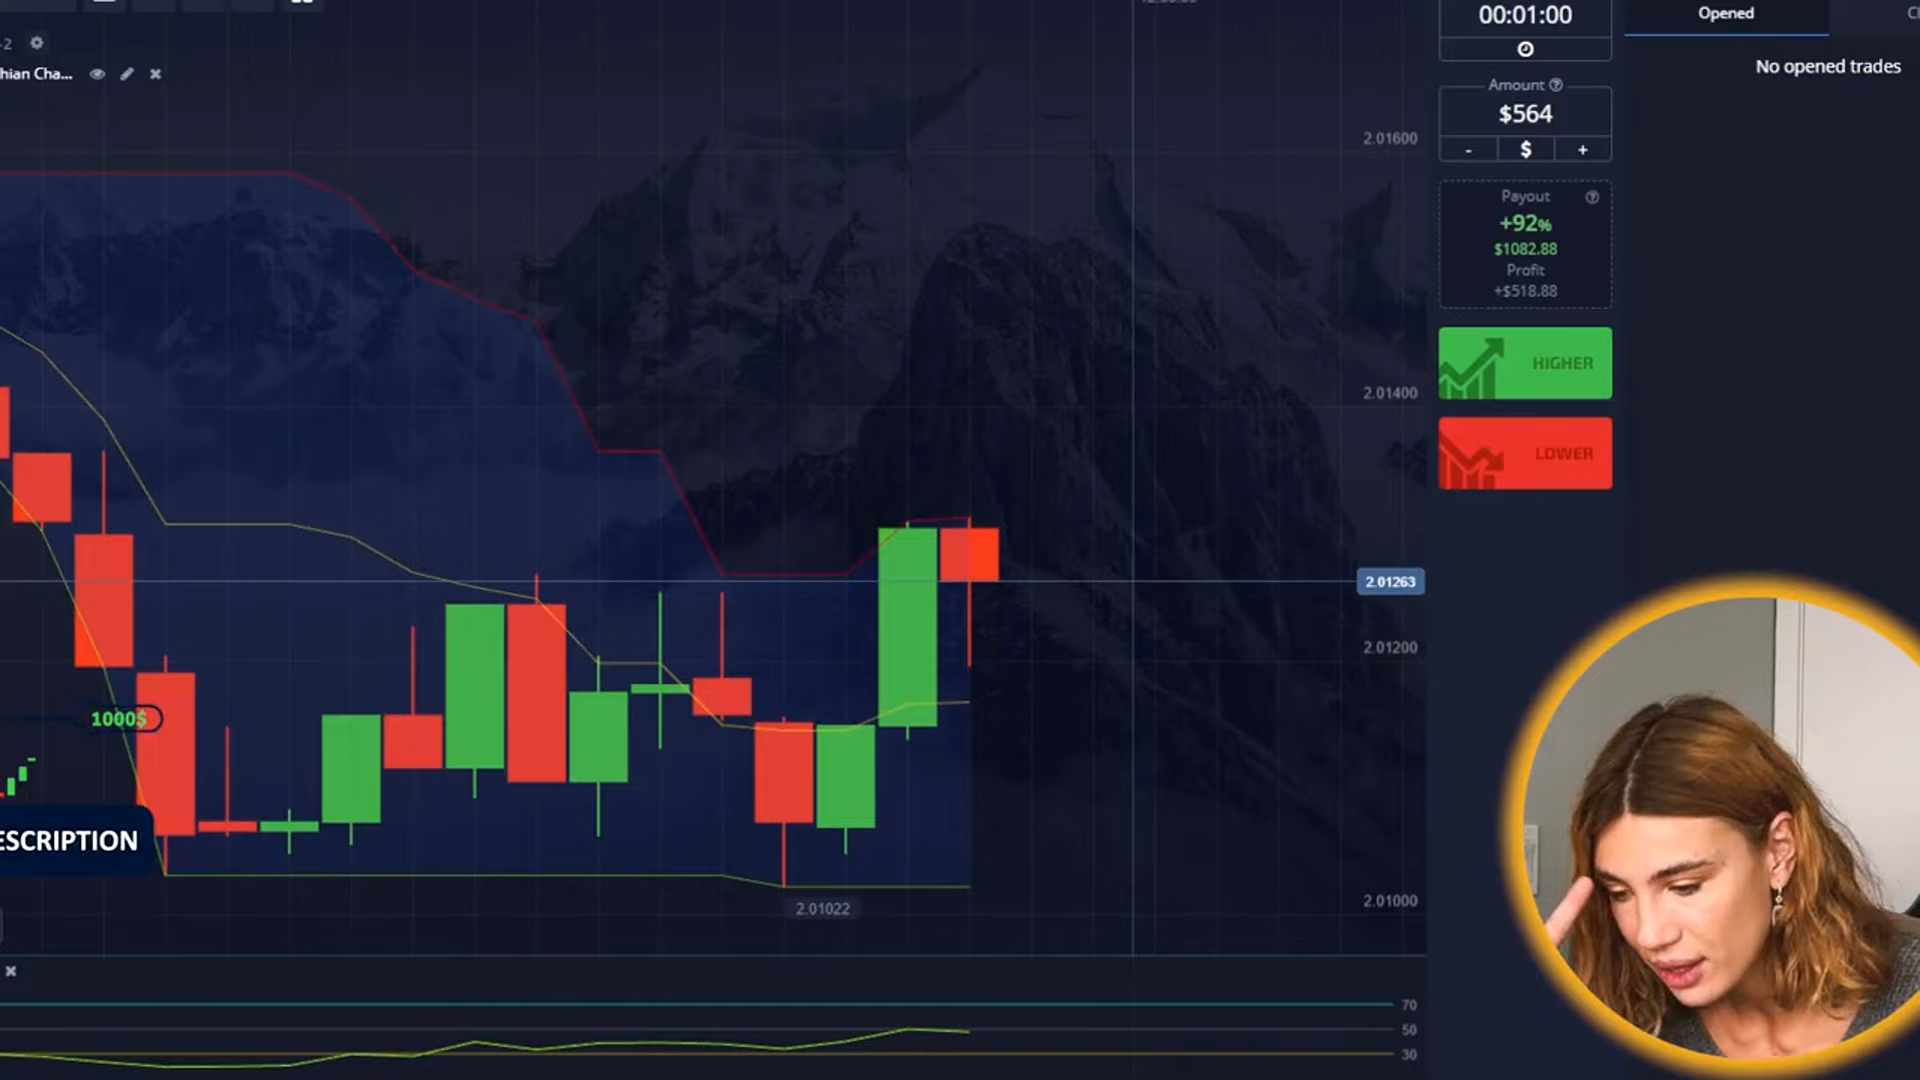 00:01:00
Opened
-2
hian Cha...
No opened trades
Amount
$564
- $ +
Payout
+92%
$1082.88
Profit
+$518.88
HIGHER
LOWER
2.01600
2.01400
2.01263
2.01200
2.01000
2.01022
1000$
ESCRIPTION
70
50
30